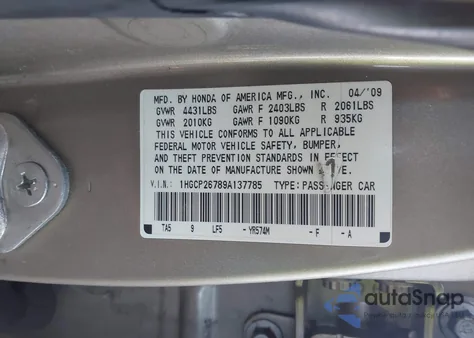 MFD. BY HONDA OF AMERICA MFG., INC. 04/'09
GVWR 4431LBS GAWR F 2403LBS R 2061LBS
GVWR 2010KG GAWR F 1090KG R 935KG
THIS VEHICLE CONFORMS TO ALL APPLICABLE
FEDERAL MOTOR VEHICLE SAFETY, BUMPER,
AND THEFT PREVENTION STANDARDS IN EFFECT
ON THE DATE OF MANUFACTURE SHOWN ABOVE.
V.I.N.: 1HGCP26789A137785 TYPE: PASSENGER CAR
TA5 9 LF5 -YR574M -F -A
autoSnap